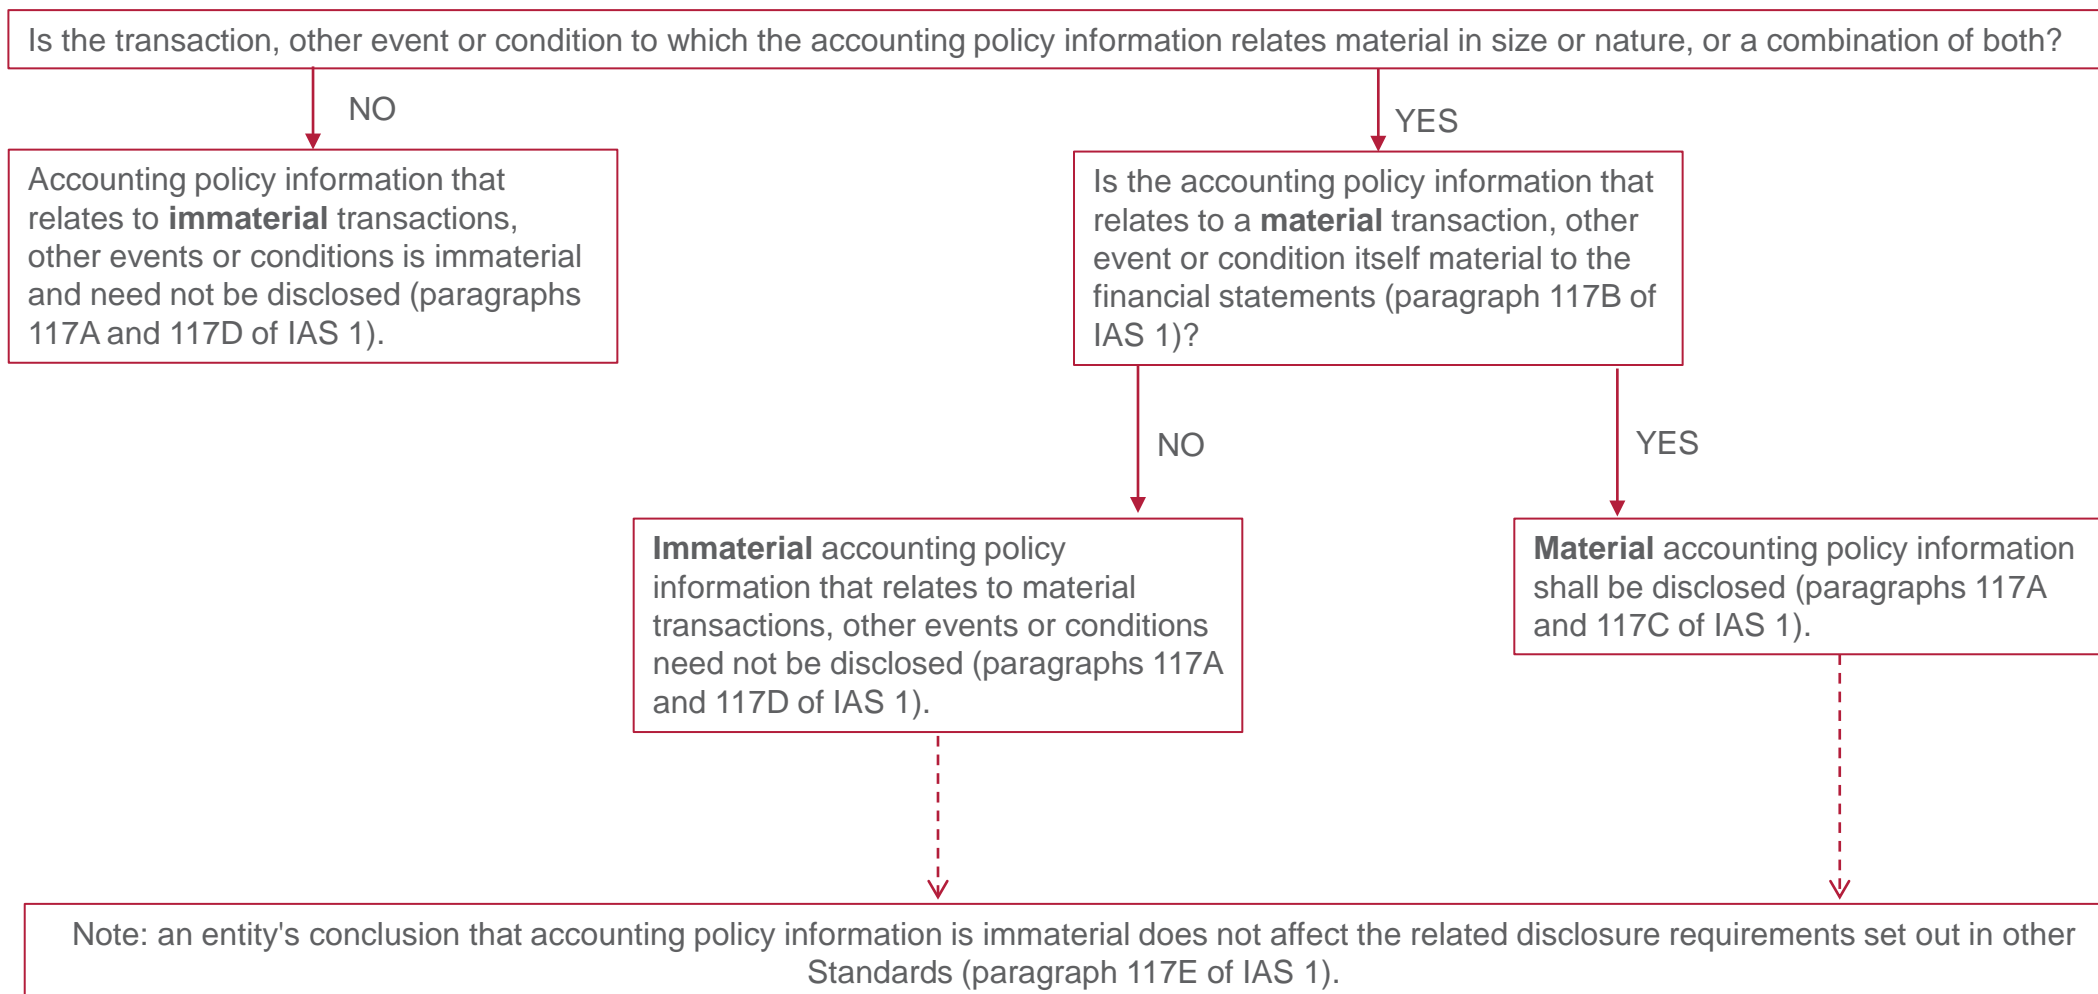 Is the transaction, other event or condition to which the accounting policy information relates material in size or nature, or a combination of both?
NO
YES
Accounting policy information that
relates to immaterial transactions,
other events or conditions is immaterial
and need not be disclosed (paragraphs
117A and 117D of IAS 1).
Is the accounting policy information that
relates to a material transaction, other
event or condition itself material to the
financial statements (paragraph 117B of
IAS 1)?
NO
YES
Immaterial accounting policy
information that relates to material
transactions, other events or conditions
need not be disclosed (paragraphs 117A
and 117D of IAS 1).
Material accounting policy information
shall be disclosed (paragraphs 117A
and 117C of IAS 1).
Note: an entity's conclusion that accounting policy information is immaterial does not affect the related disclosure requirements set out in other
Standards (paragraph 117E of IAS 1).